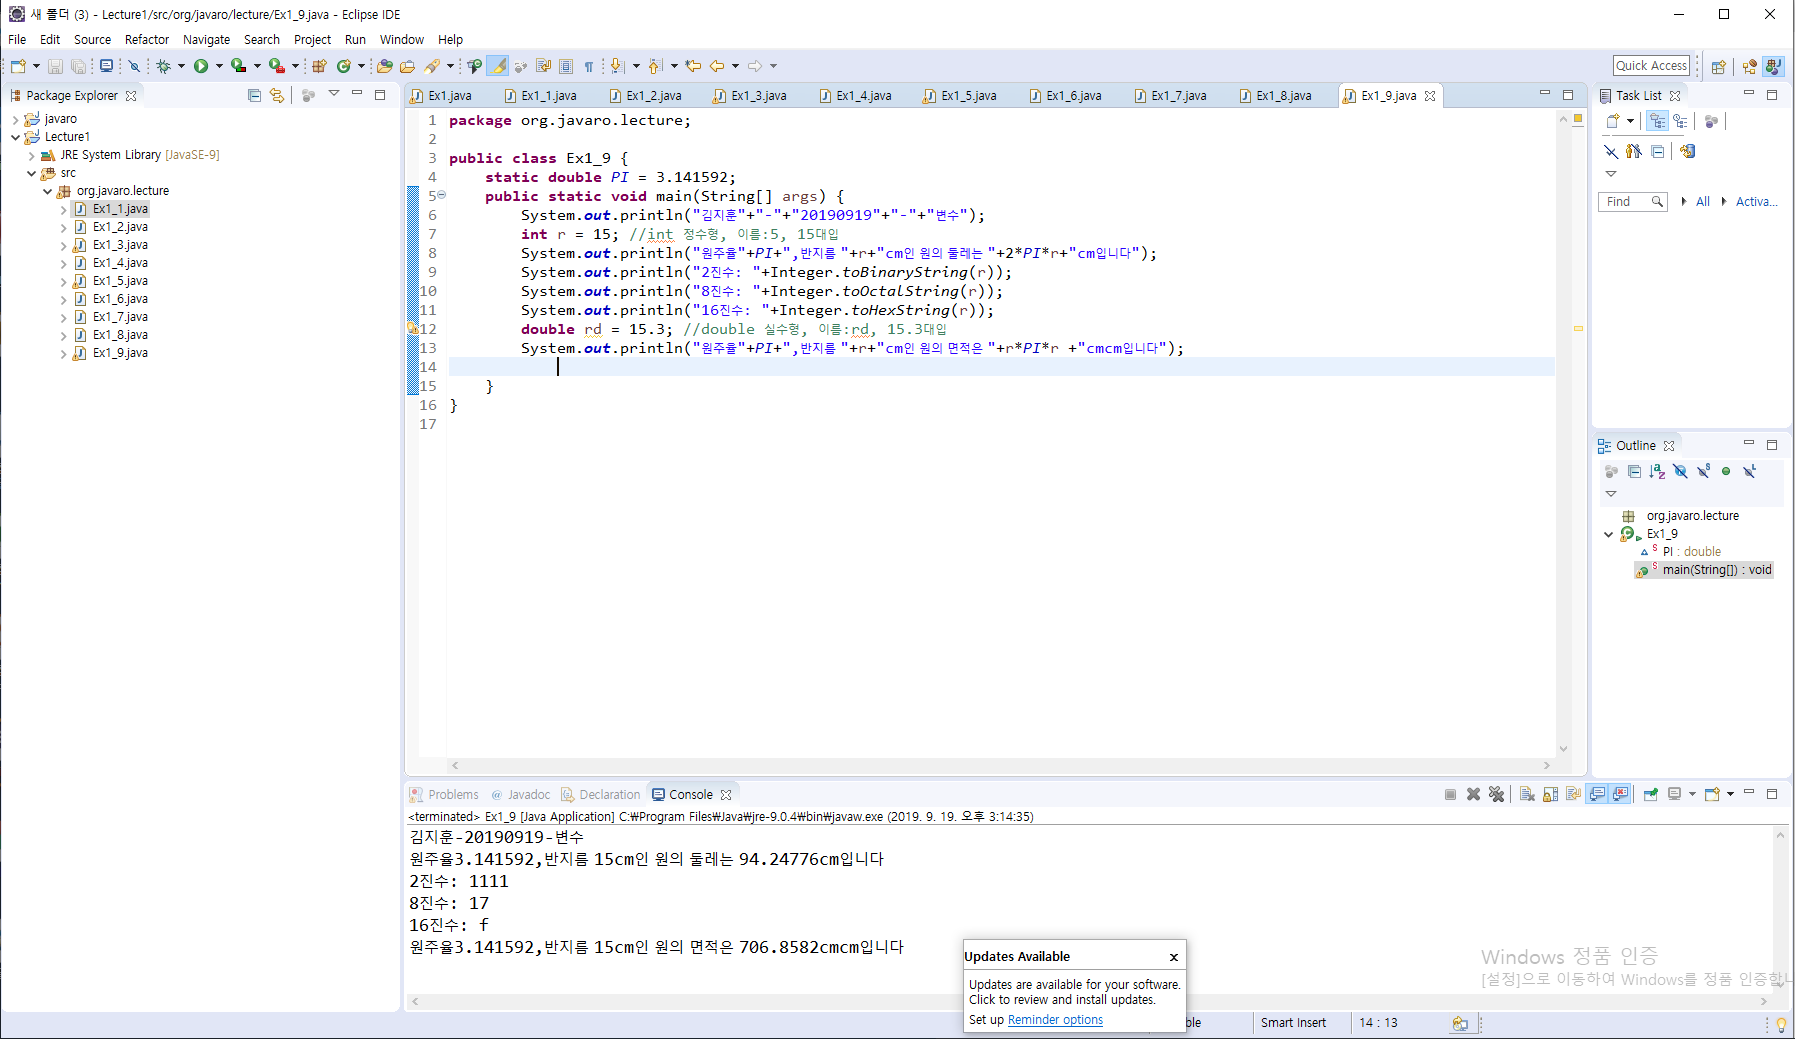 새 폴더 (3) - Lecture1/src/org/javaro/lecture/Ex1_9.java - Eclipse IDE
File Edit Source Refactor Navigate Search Project Run Window Help
Quick Access
Package Explorer
javaro
Lecture1
JRE System Library [JavaSE-9]
src
org.javaro.lecture
Ex1_1.java
Ex1_2.java
Ex1_3.java
Ex1_4.java
Ex1_5.java
Ex1_6.java
Ex1_7.java
Ex1_8.java
Ex1_9.java
Ex1.java Ex1_1.java Ex1_2.java Ex1_3.java Ex1_4.java Ex1_5.java Ex1_6.java Ex1_7.java Ex1_8.java Ex1_9.java
1 package org.javaro.lecture;
2
3 public class Ex1_9 {
4 static double PI = 3.141592;
5 public static void main(String[] args) {
6 System.out.println("김지훈"+"-"+"20190919"+"-"+"변수");
7 int r = 15; //int 정수형, 이름:5, 15대입
8 System.out.println("원주율"+PI+",반지름 "+r+"cm인 원의 둘레는 "+2*PI*r+"cm입니다");
9 System.out.println("2진수: "+Integer.toBinaryString(r));
10 System.out.println("8진수: "+Integer.toOctalString(r));
11 System.out.println("16진수: "+Integer.toHexString(r));
12 double rd = 15.3; //double 실수형, 이름:rd, 15.3대입
13 System.out.println("원주율"+PI+",반지름 "+r+"cm인 원의 면적은 "+r*PI*r +"cmcm입니다");
14
15 }
16 }
17
Task List
Find All Activa...
Outline
org.javaro.lecture
Ex1_9
PI : double
main(String[]) : void
Problems Javadoc Declaration Console
<terminated> Ex1_9 [Java Application] C:₩Program Files₩Java₩jre-9.0.4₩bin₩javaw.exe (2019. 9. 19. 오후 3:14:35)
김지훈-20190919-변수
원주율3.141592,반지름 15cm인 원의 둘레는 94.24776cm입니다
2진수: 1111
8진수: 17
16진수: f
원주율3.141592,반지름 15cm인 원의 면적은 706.8582cmcm입니다
Updates Available
Updates are available for your software.
Click to review and install updates.
Set up Reminder options
Windows 정품 인증
[설정]으로 이동하여 Windows를 정품 인증합니
Smart Insert 14 : 13